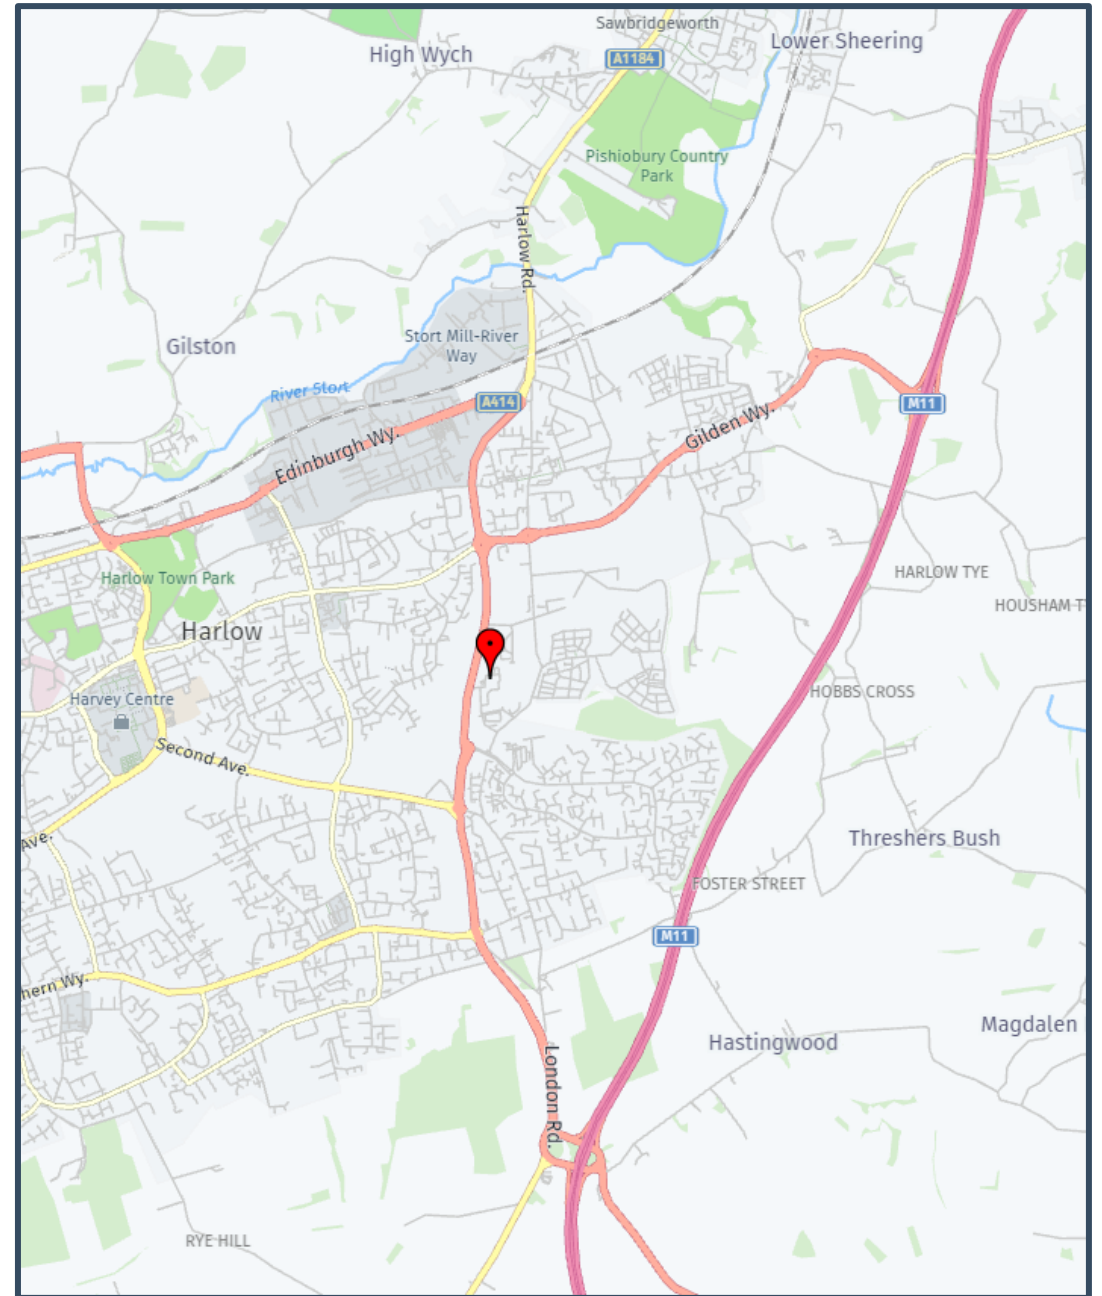 Sawbridgeworth
High Wych
Lower Sheering
A1184
Pishiobury Country
Park
Harlow Rd.
Stort Mill-River
Way
Gilston
River Stort
A414
M11
Gilden Wy.
Edinburgh Wy.
HARLOW TYE
Harlow Town Park
HOUSHAM T
Harlow
HOBBS CROSS
Harvey Centre
Second Ave.
Threshers Bush
Ave.
FOSTER STREET
M11
hern Wy.
Magdalen
Hastingwood
London Rd.
RYE HILL